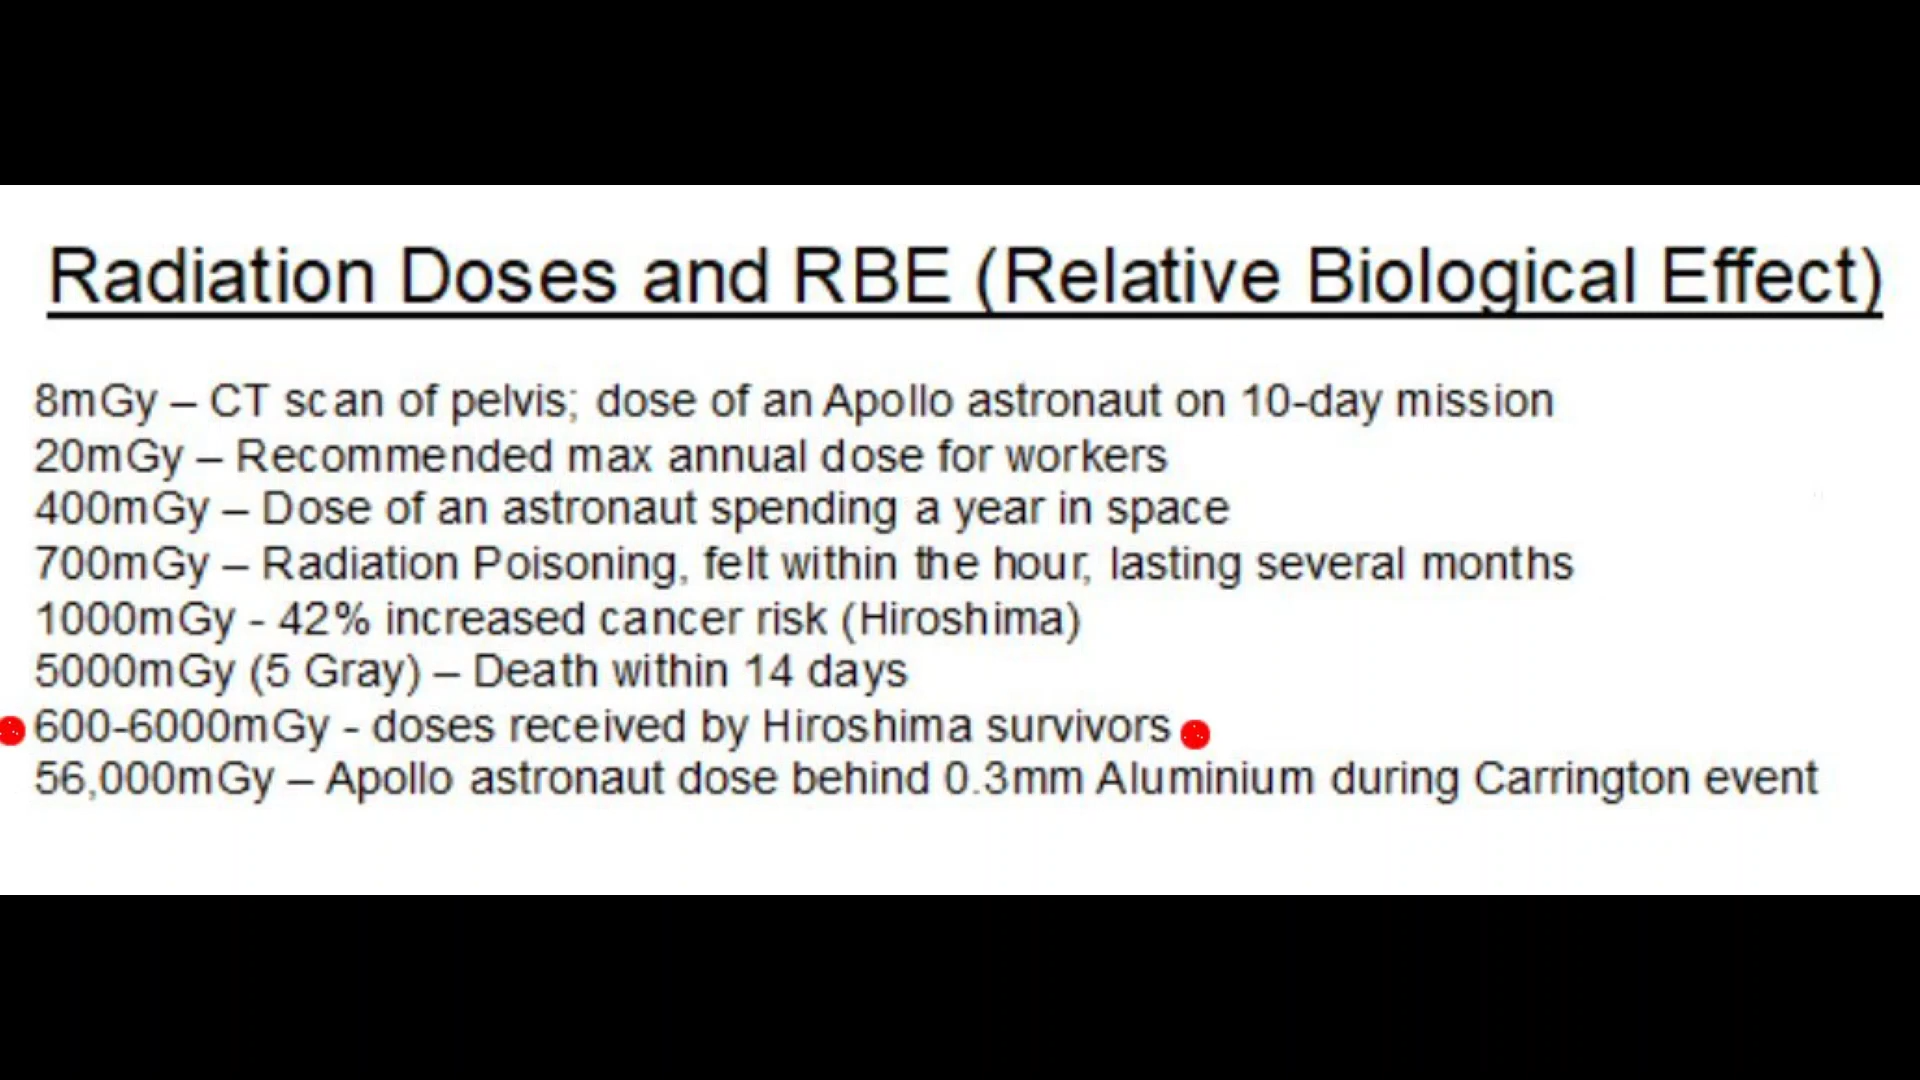 Radiation Doses and RBE (Relative Biological Effect)
8mGy – CT scan of pelvis; dose of an Apollo astronaut on 10-day mission
20mGy – Recommended max annual dose for workers
400mGy – Dose of an astronaut spending a year in space
700mGy – Radiation Poisoning, felt within the hour, lasting several months
1000mGy - 42% increased cancer risk (Hiroshima)
5000mGy (5 Gray) – Death within 14 days
600-6000mGy - doses received by Hiroshima survivors
56,000mGy – Apollo astronaut dose behind 0.3mm Aluminium during Carrington event